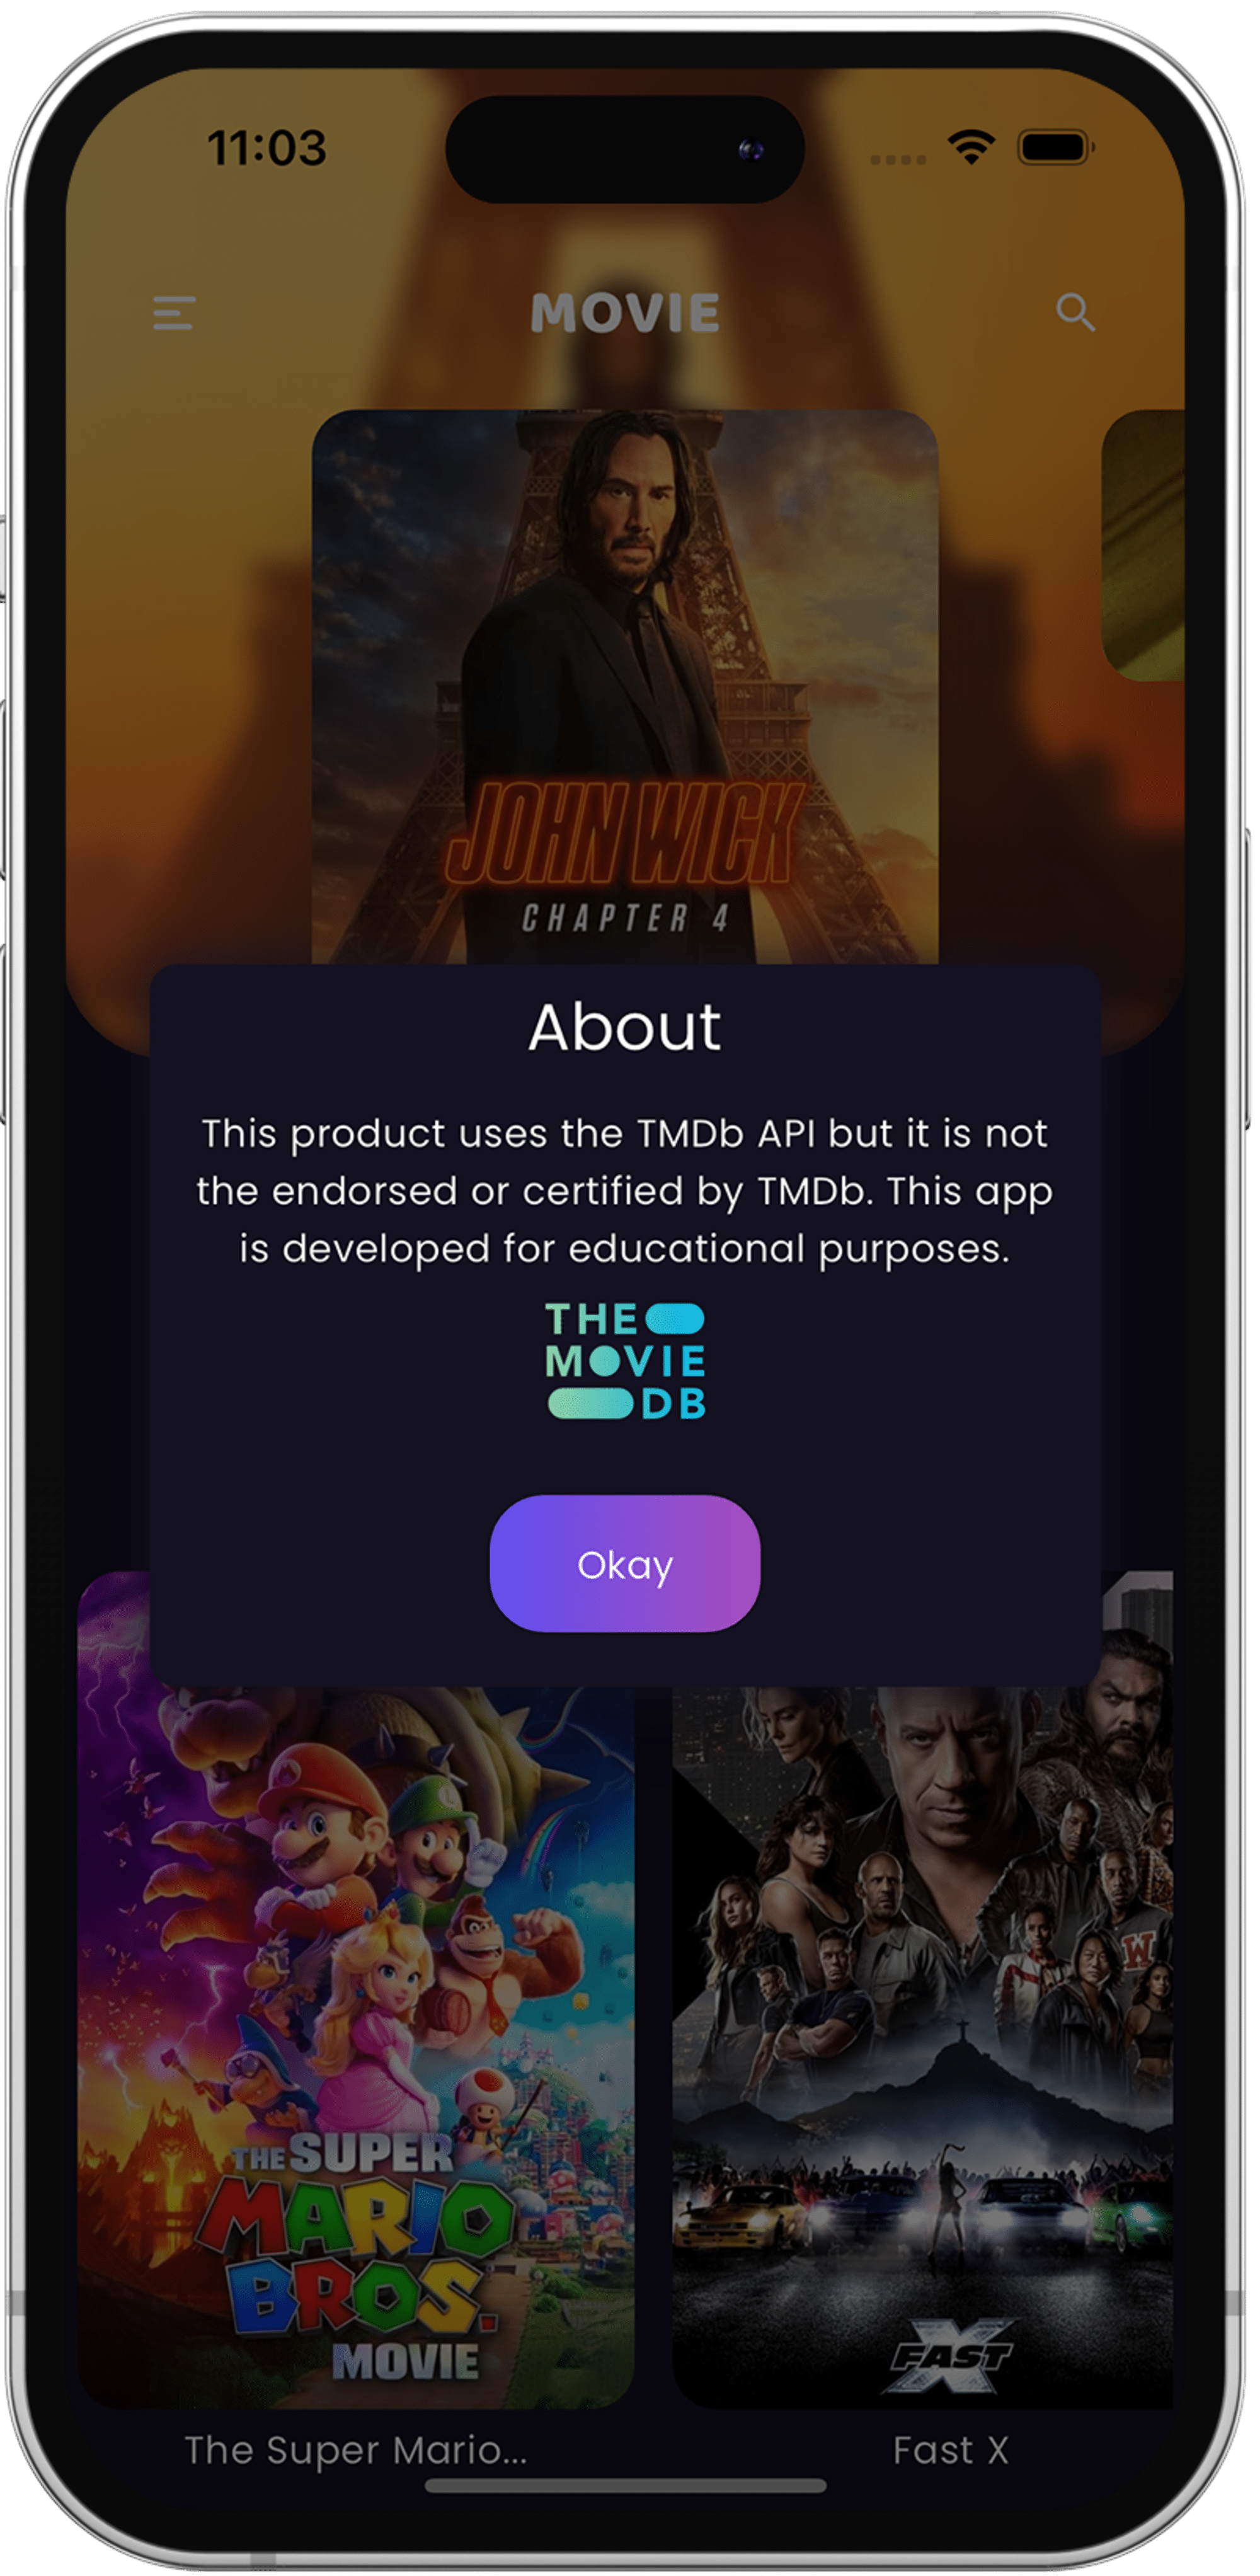 11:03
MOVIE
JOHN WICK
CHAPTER 4
About
This product uses the TMDb API but it is not
the endorsed or certified by TMDb. This app
is developed for educational purposes.
THE
MOVIE
DB
Okay
L
W
THE SUPER
MARIO
BROS.
MOVIE
FAST X
The Super Mario...
Fast X